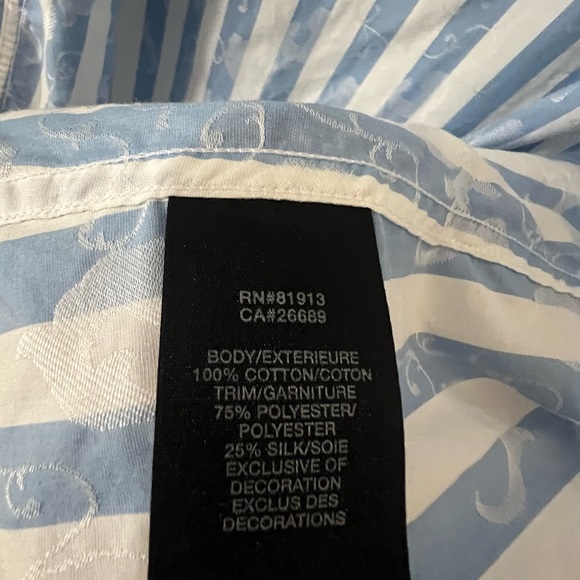 RN#81913
CA#26689
BODY/EXTERIEURE
100% COTTON/COTON
TRIM/GARNITURE
75% POLYESTER/
POLYESTER
25% SILK/SOIE
EXCLUSIVE OF
DECORATION
EXCLUS DES
DECORATIONS